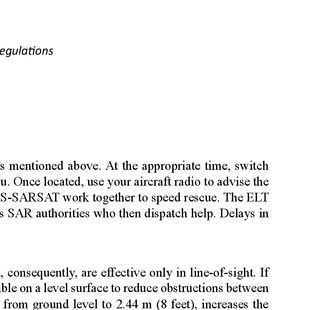 egulations
s mentioned above. At the appropriate time, switch
u. Once located, use your aircraft radio to advise the
S-SARSAT work together to speed rescue. The ELT
s SAR authorities who then dispatch help. Delays in
, consequently, are effective only in line-of-sight. If
ble on a level surface to reduce obstructions between
from ground level to 2.44 m (8 feet), increases the